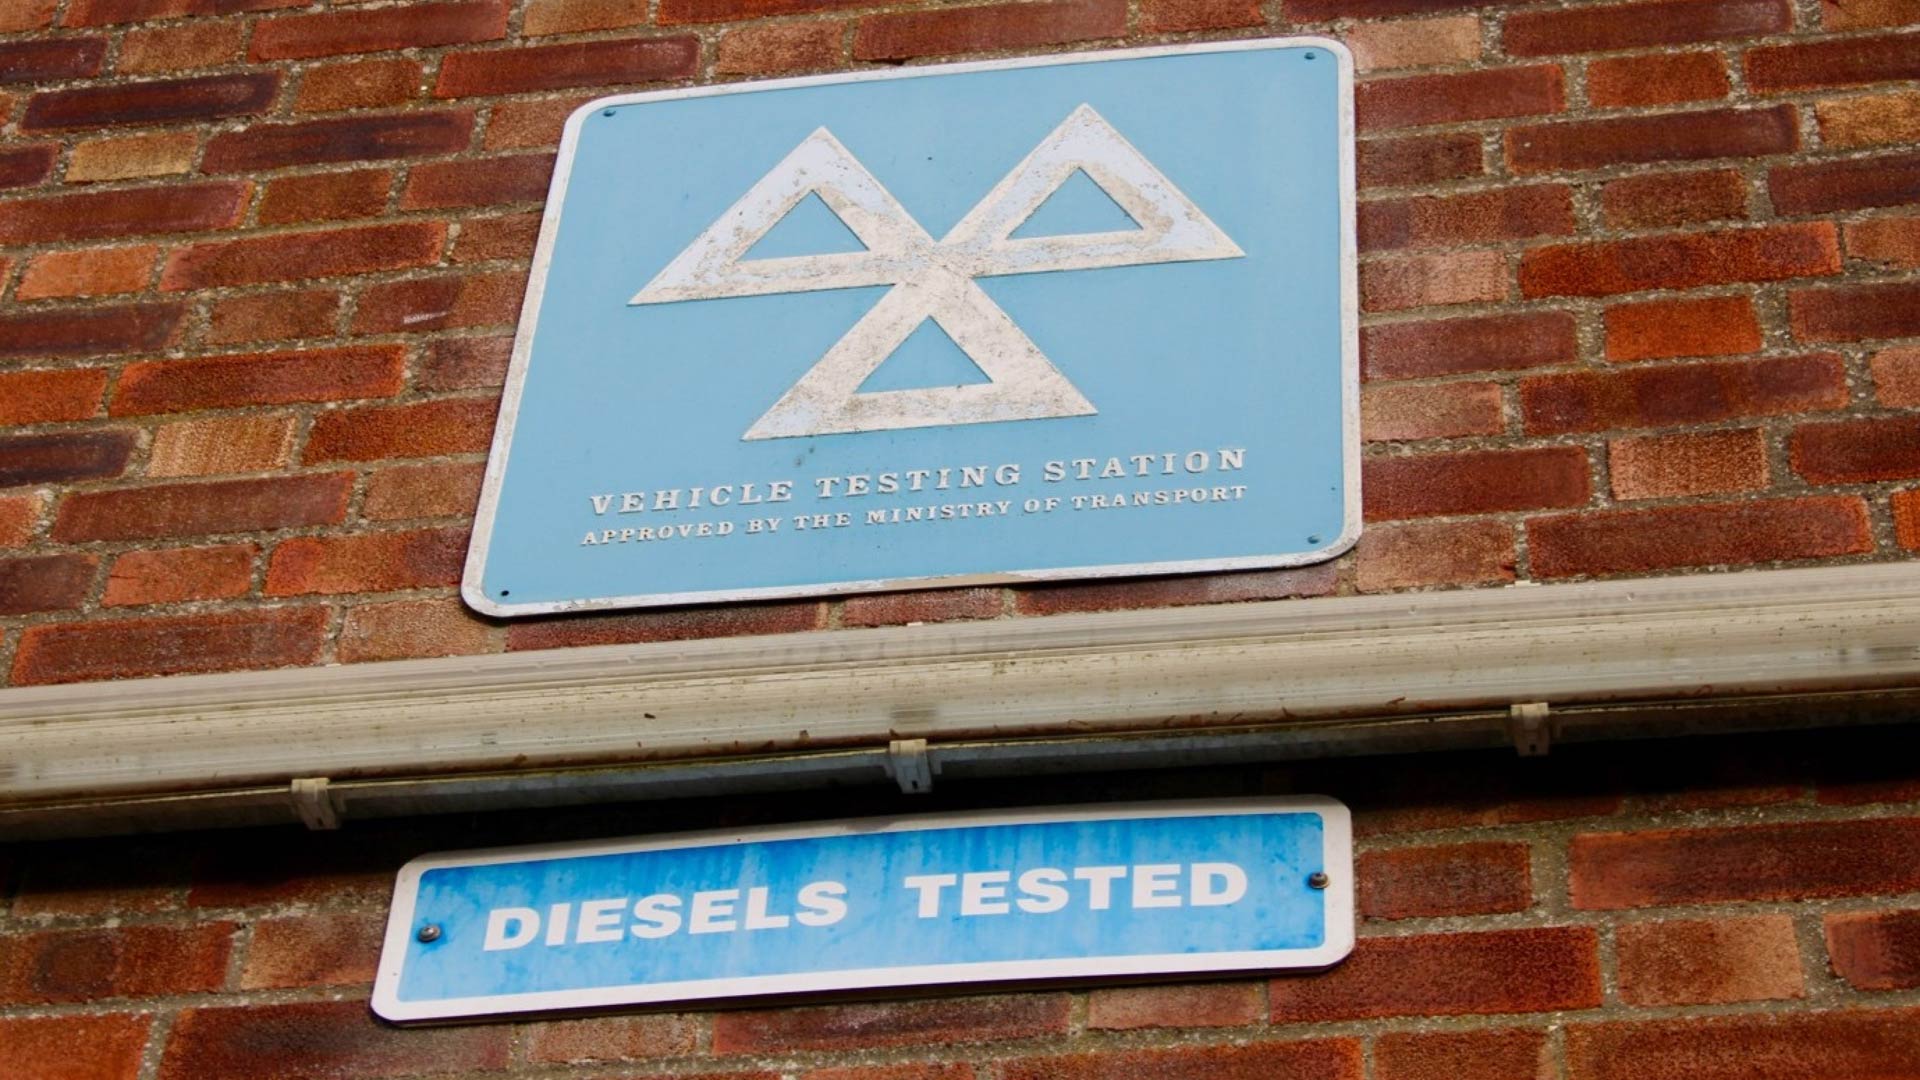 VEHICLE TESTING STATION
APPROVED BY THE MINISTRY OF TRANSPORT
DIESELS TESTED